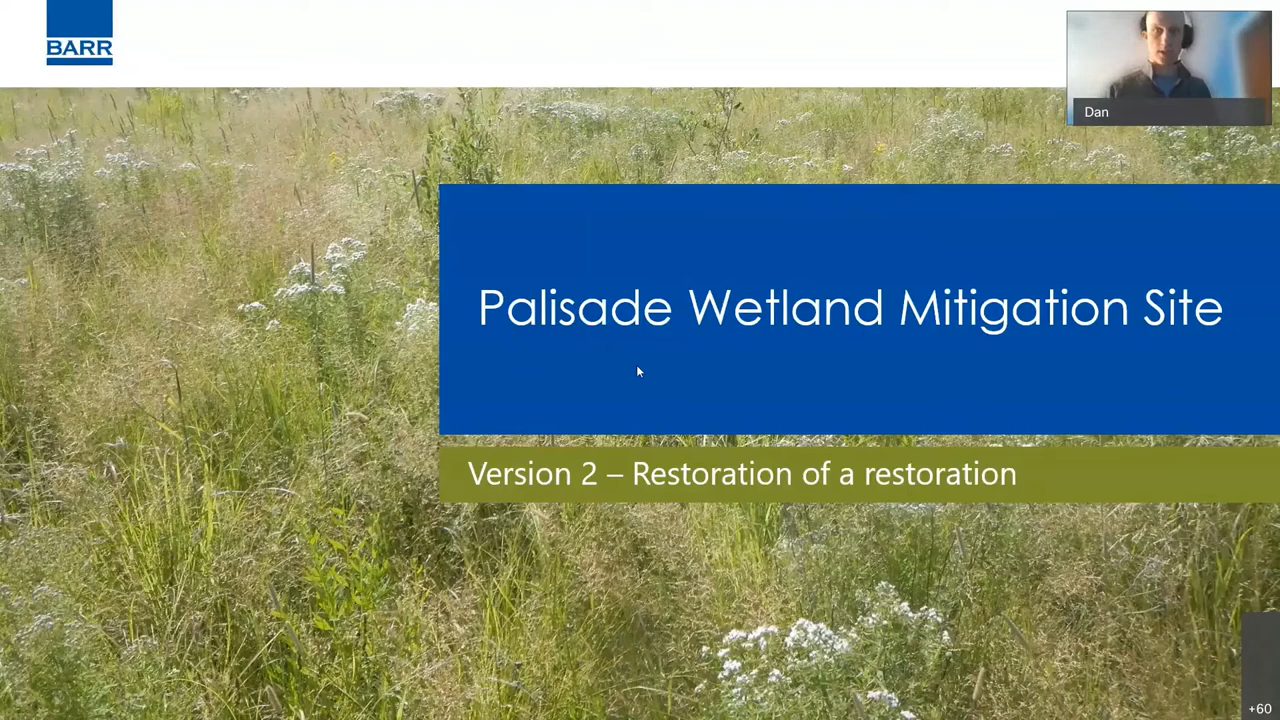 BARR
Dan
Palisade Wetland Mitigation Site
Version 2 – Restoration of a restoration
+60